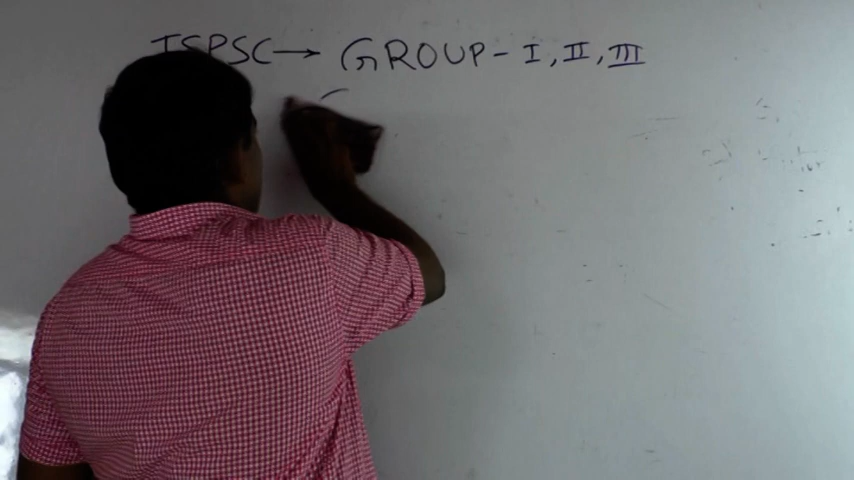 TSPSC → GROUP - I, II, III